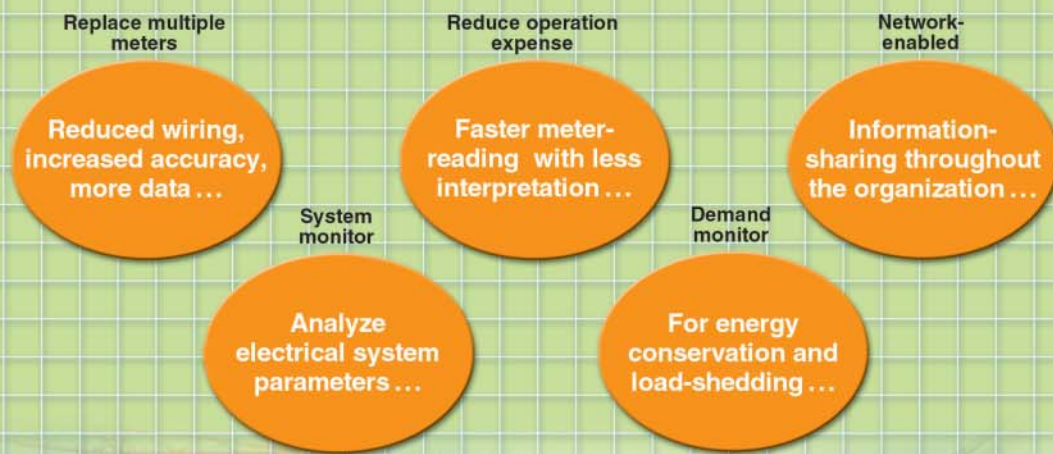 Replace multiple
meters
Reduced wiring,
increased accuracy,
more data ...
Reduce operation
expense
Faster meter-
reading with less
interpretation ...
Network-
enabled
Information-
sharing throughout
the organization ...
System
monitor
Analyze
electrical system
parameters ...
Demand
monitor
For energy
conservation and
load-shedding ...